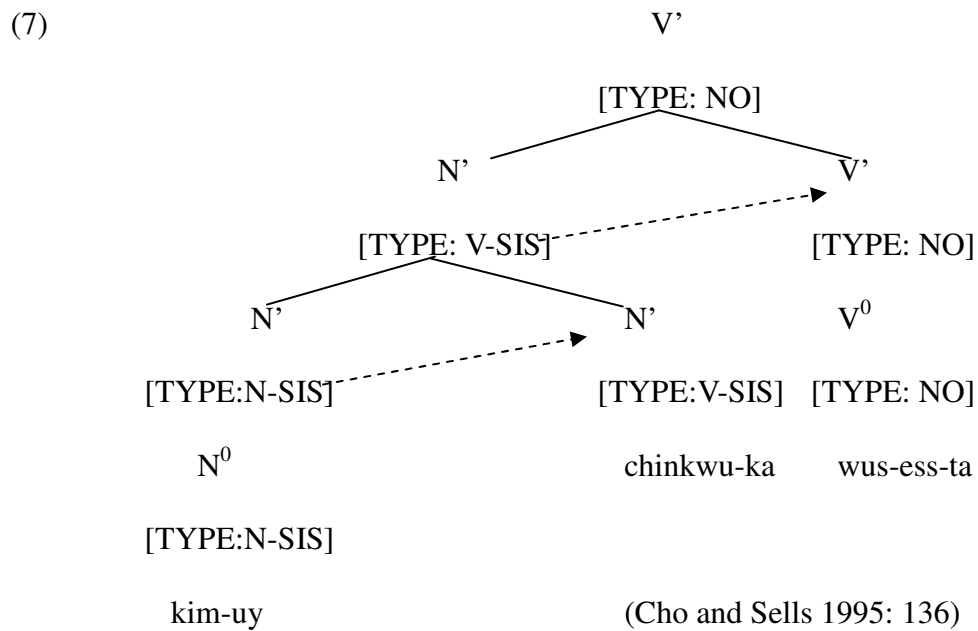 (7) V’
[TYPE: NO]
N’ V’
[TYPE: V-SIS] [TYPE: NO]
N’ N’ V⁰
[TYPE:N-SIS] [TYPE:V-SIS] [TYPE: NO]
N⁰ chinkwu-ka wus-ess-ta
[TYPE:N-SIS]
kim-uy (Cho and Sells 1995: 136)